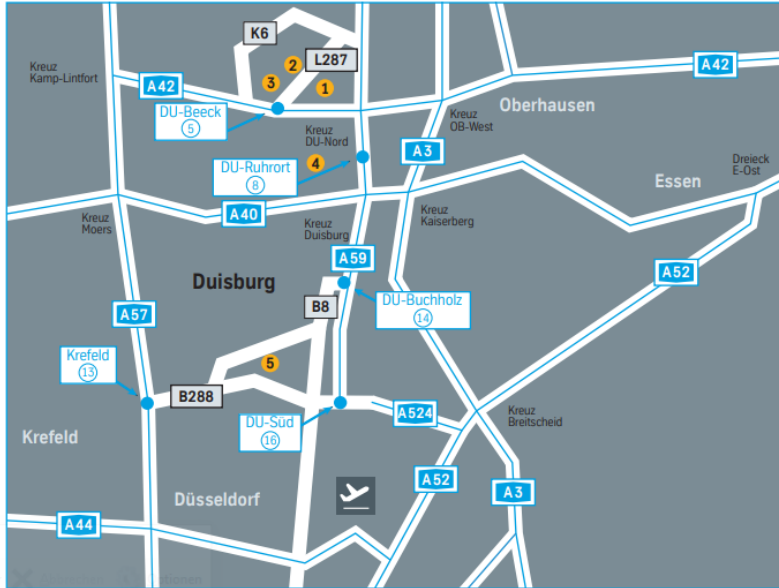 K6
Kreuz
Kamp-Lintfort
2
L287
A42
3
1
A42
DU-Beeck
5
Oberhausen
Kreuz
OB-West
Kreuz
DU-Nord
A3
4
DU-Ruhrort
8
Dreieck
E-Ost
Essen
Kreuz
Moers
A40
Kreuz
Kaiserberg
Kreuz
Duisburg
A59
A52
Duisburg
B8
DU-Buchholz
14
A57
Krefeld
13
5
B288
DU-Süd
16
A524
Kreuz
Breitscheid
Krefeld
Düsseldorf
A52
A3
A44